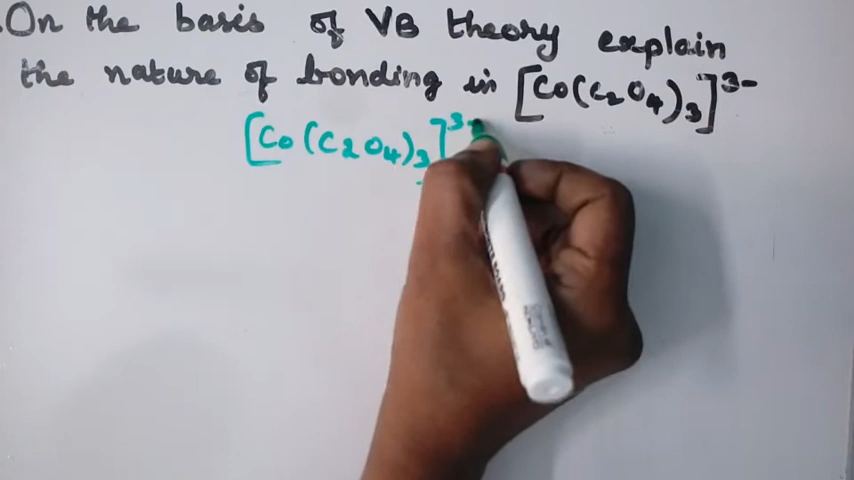 On the basis of VB theory explain
the nature of bonding in [Co(C₂O₄)₃]³⁻
[Co(C₂O₄)₃]³⁻